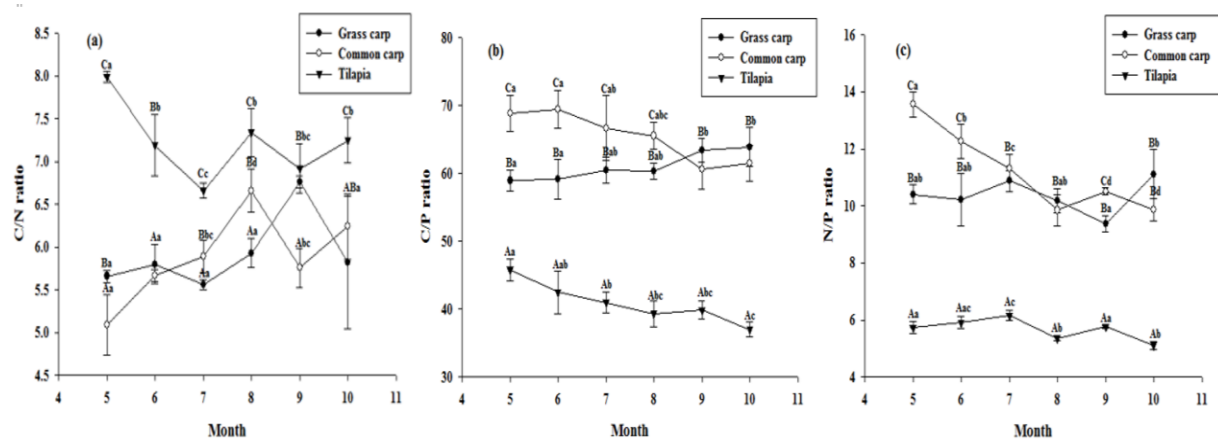 (a)
Grass carp
Common carp
Tilapia
8.0
7.5
7.0
6.5
6.0
5.5
5.0
4.5
C/N ratio
Ca
Bb
Cc
Cb
Bbc
Cb
Ba
Aa
Aa
Bbc
Aa
Bd
Aa
Abc
ABa
4 5 6 7 8 9 10 11
Month
(b)
Grass carp
Common carp
Tilapia
80
70
60
50
40
30
C/P ratio
Ca
Ca
Cab
Cabc
Bb
Bb
Ba
Ba
Bab
Bab
Aa
Aab
Ab
Abc
Abc
Ac
4 5 6 7 8 9 10 11
Month
(c)
Grass carp
Common carp
Tilapia
16
14
12
10
8
6
4
N/P ratio
Ca
Cb
Bc
Bab
Bab
Bab
Cd
Ba
Bb
Bd
Aa
Aac
Ac
Ab
Aa
Ab
4 5 6 7 8 9 10 11
Month